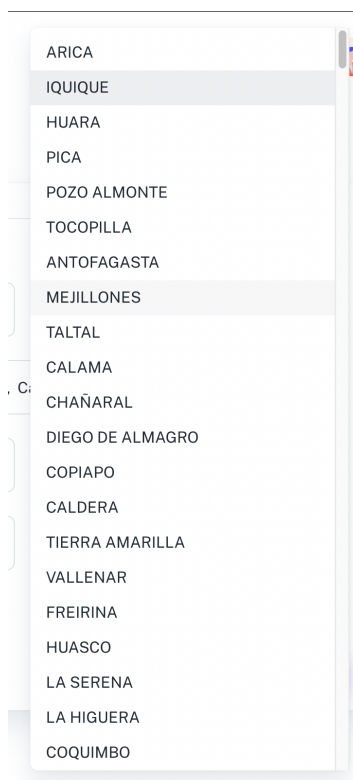 ARICA
IQUIQUE
HUARA
PICA
POZO ALMONTE
TOCOPILLA
ANTOFAGASTA
MEJILLONES
TALTAL
CALAMA
CHAÑARAL
DIEGO DE ALMAGRO
COPIAPO
CALDERA
TIERRA AMARILLA
VALLENAR
FREIRINA
HUASCO
LA SERENA
LA HIGUERA
COQUIMBO